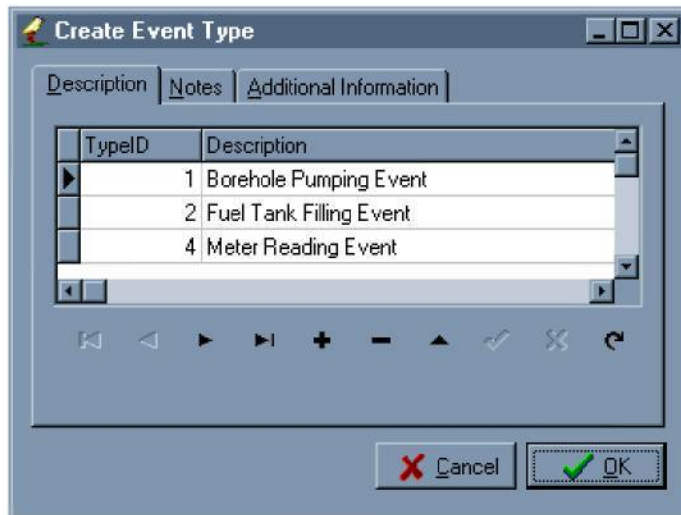 Create Event Type
Description Notes Additional Information
TypeID Description
1 Borehole Pumping Event
2 Fuel Tank Filling Event
4 Meter Reading Event
Cancel OK